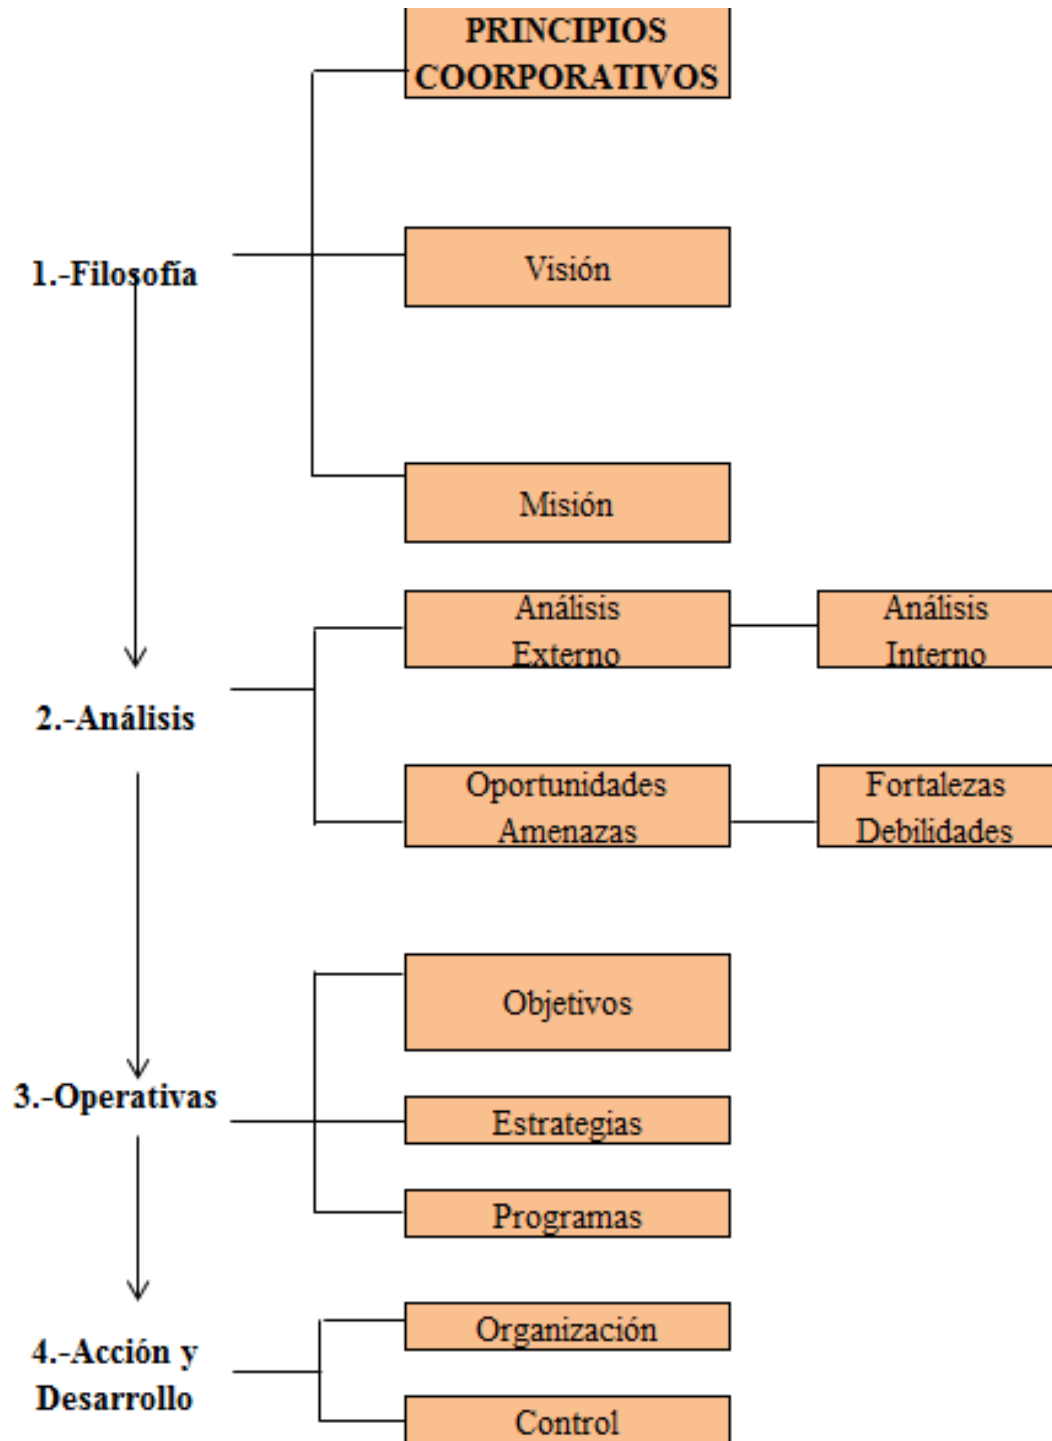 PRINCIPIOS
COORPORATIVOS
1.-Filosofía
Visión
Misión
Análisis
Externo
Análisis
Interno
2.-Análisis
Oportunidades
Amenazas
Fortalezas
Debilidades
Objetivos
3.-Operativas
Estrategias
Programas
4.-Acción y
Desarrollo
Organización
Control